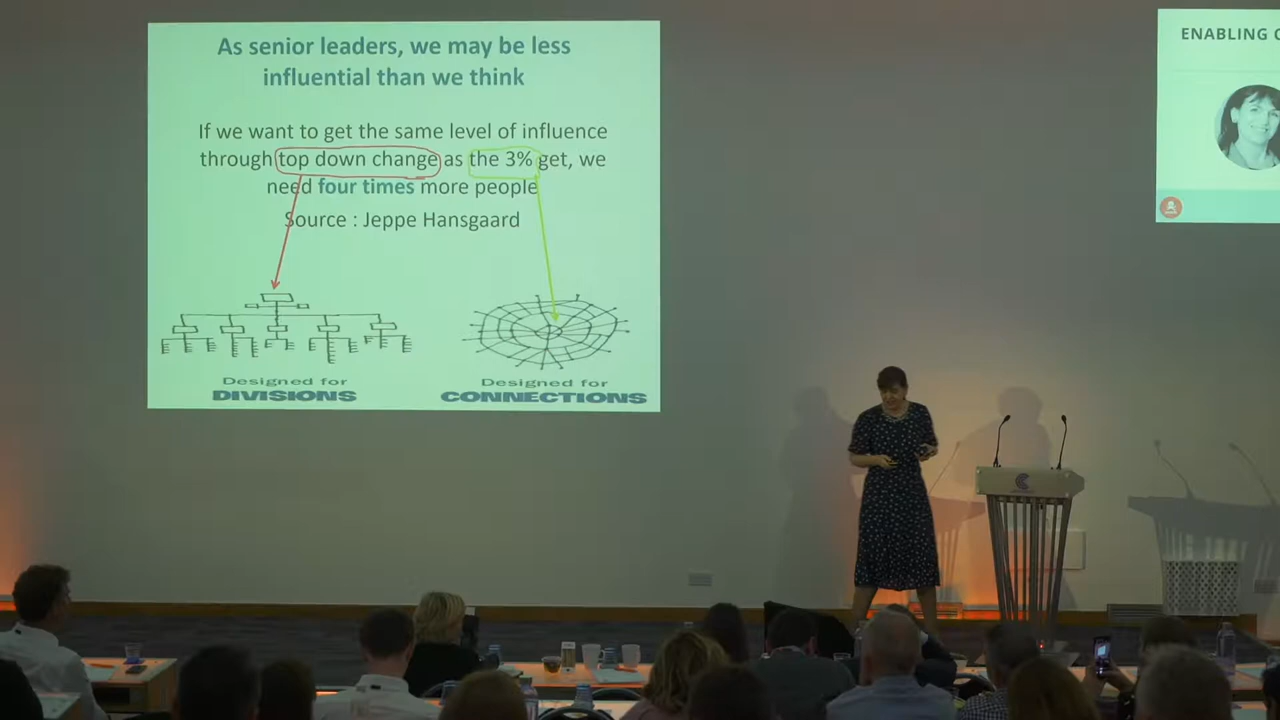 As senior leaders, we may be less
influential than we think
If we want to get the same level of influence
through top down change as the 3% get, we
need four times more people
Source : Jeppe Hansgaard
Designed for
DIVISIONS
Designed for
CONNECTIONS
ENABLING